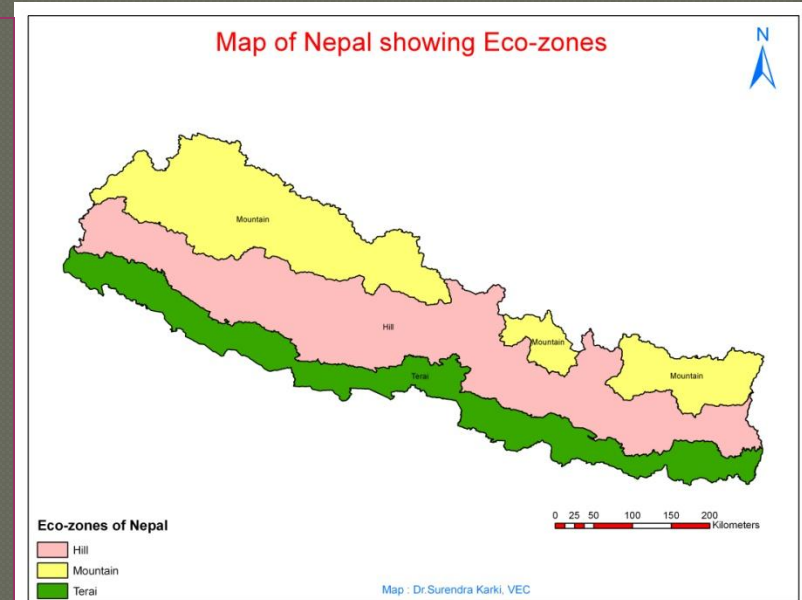 Map of Nepal showing Eco-zones
N
Mountain
Hill
Mountain
Mountain
Terai
Eco-zones of Nepal
Hill
Mountain
Terai
0 25 50 100 150 200
Kilometers
Map : Dr.Surendra Karki, VEC